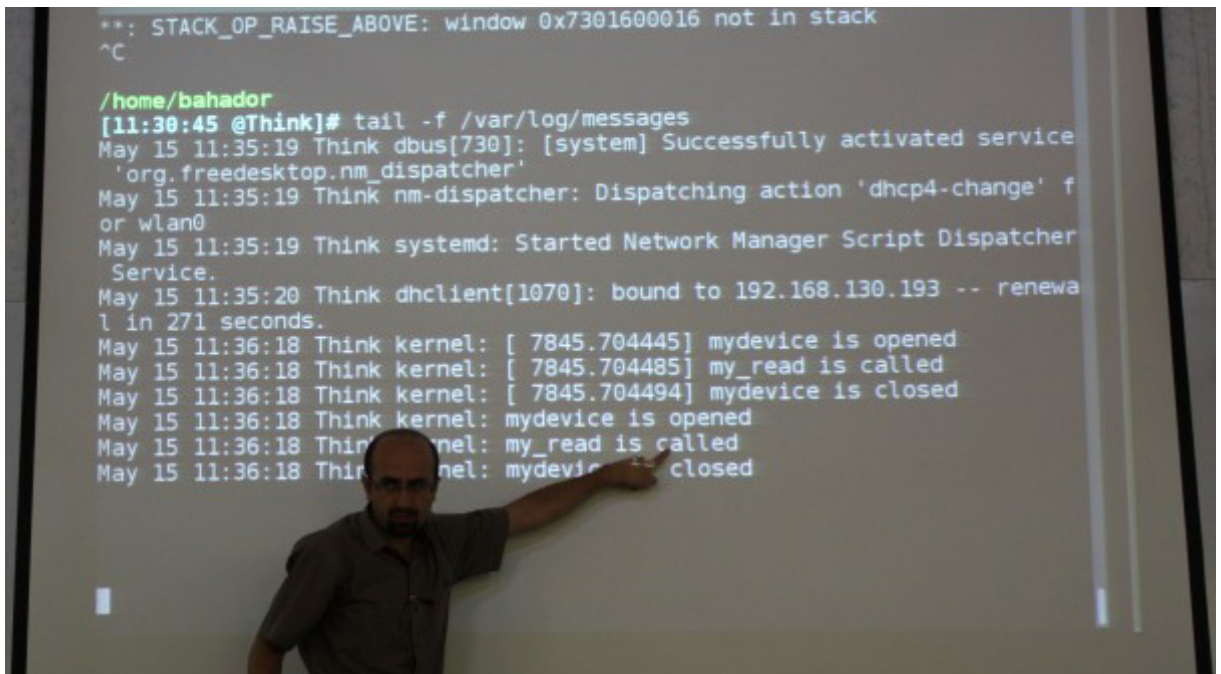 **: STACK_OP_RAISE_ABOVE: window 0x7301600016 not in stack
^C
/home/bahador
[11:30:45 @Think]# tail -f /var/log/messages
May 15 11:35:19 Think dbus[730]: [system] Successfully activated service
'org.freedesktop.nm_dispatcher'
May 15 11:35:19 Think nm-dispatcher: Dispatching action 'dhcp4-change' f
or wlan0
May 15 11:35:19 Think systemd: Started Network Manager Script Dispatcher
Service.
May 15 11:35:20 Think dhclient[1070]: bound to 192.168.130.193 -- renewa
l in 271 seconds.
May 15 11:36:18 Think kernel: [ 7845.704445] mydevice is opened
May 15 11:36:18 Think kernel: [ 7845.704485] my_read is called
May 15 11:36:18 Think kernel: [ 7845.704494] mydevice is closed
May 15 11:36:18 Think kernel: mydevice is opened
May 15 11:36:18 Thin nel: my_read is called
May 15 11:36:18 Thin nel: mydevic closed